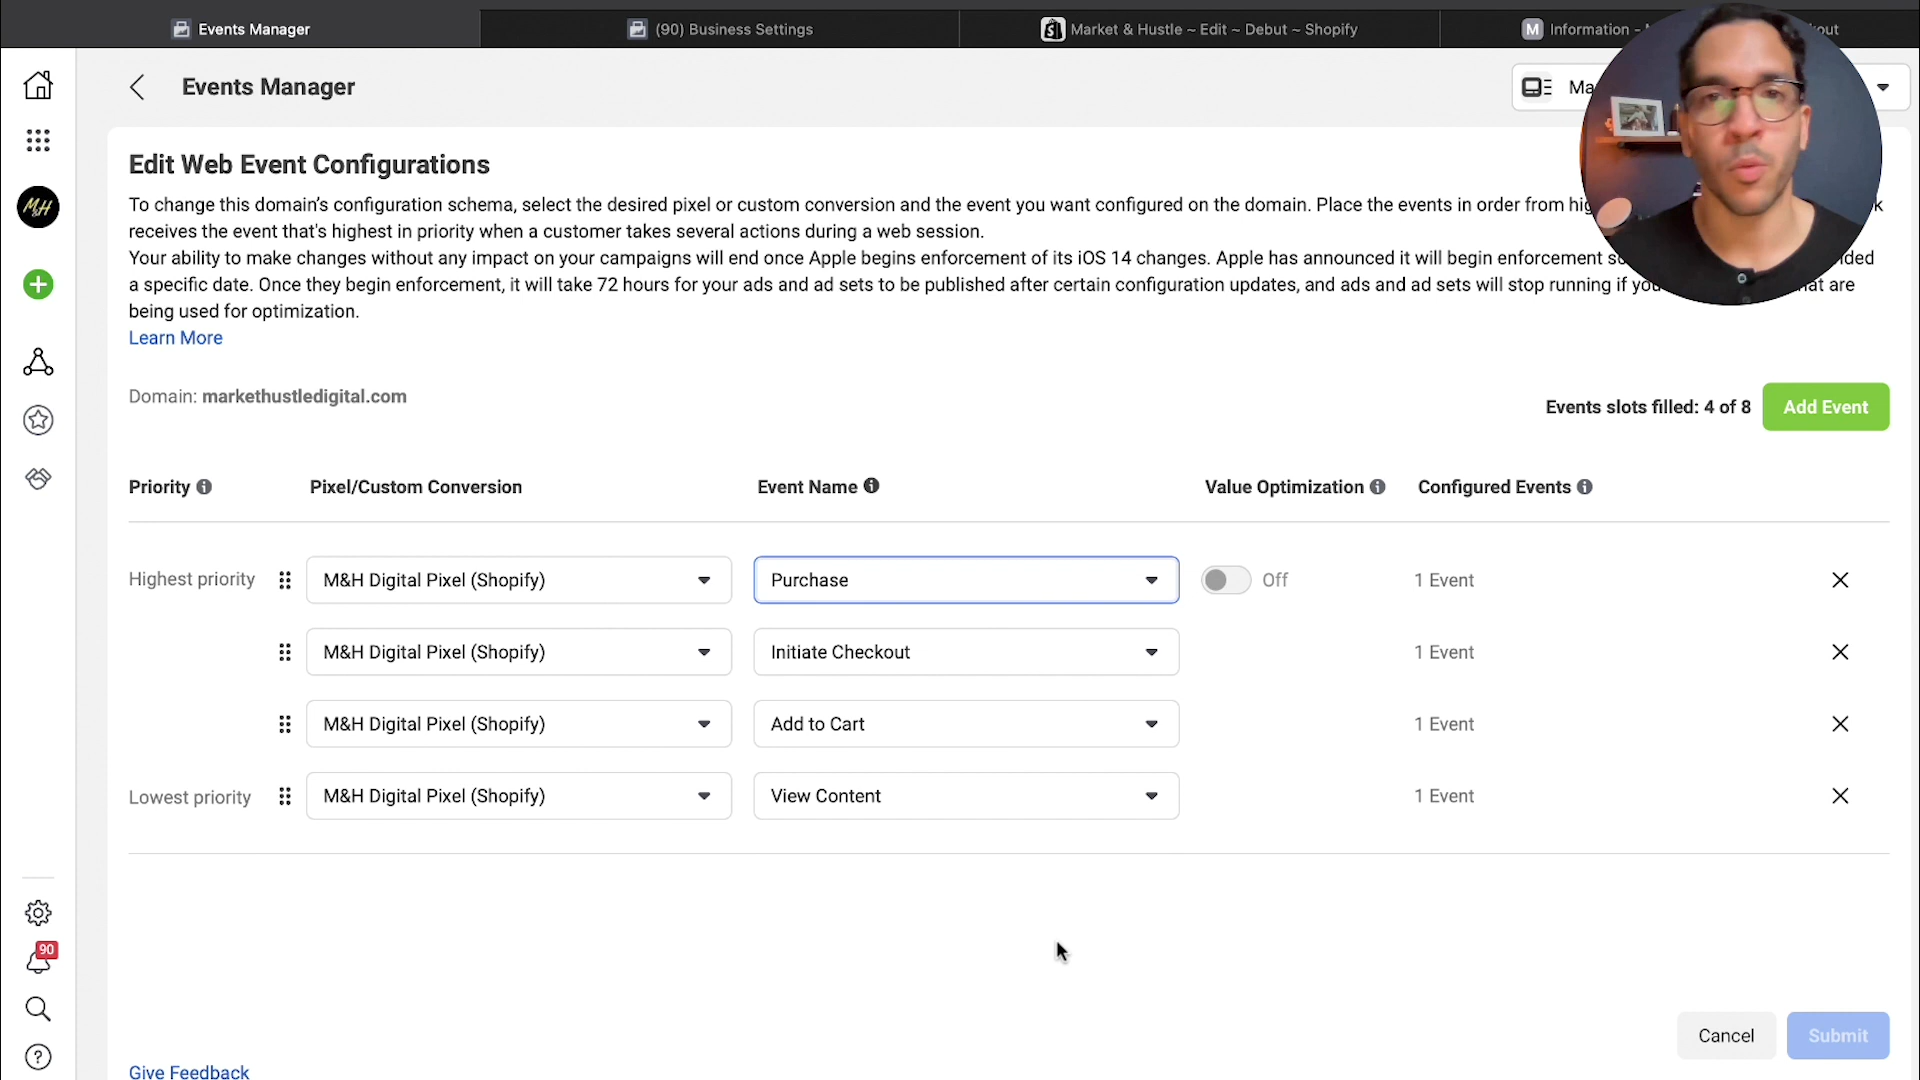 Events Manager
(90) Business Settings
Market & Hustle ~ Edit ~ Debut ~ Shopify
M Information -
out
Events Manager
Ma
Edit Web Event Configurations
To change this domain’s configuration schema, select the desired pixel or custom conversion and the event you want configured on the domain. Place the events in order from
receives the event that's highest in priority when a customer takes several actions during a web session.
Your ability to make changes without any impact on your campaigns will end once Apple begins enforcement of its iOS 14 changes. Apple has announced it will begin enforcement
a specific date. Once they begin enforcement, it will take 72 hours for your ads and ad sets to be published after certain configuration updates, and ads and ad sets will stop running if are
being used for optimization.
Learn More
Domain: markethustledigital.com
Events slots filled: 4 of 8
Add Event
Priority
Pixel/Custom Conversion
Event Name
Value Optimization
Configured Events
Highest priority
M&H Digital Pixel (Shopify)
Purchase
Off
1 Event
M&H Digital Pixel (Shopify)
Initiate Checkout
1 Event
M&H Digital Pixel (Shopify)
Add to Cart
1 Event
Lowest priority
M&H Digital Pixel (Shopify)
View Content
1 Event
M&H
90
Cancel
Submit
Give Feedback